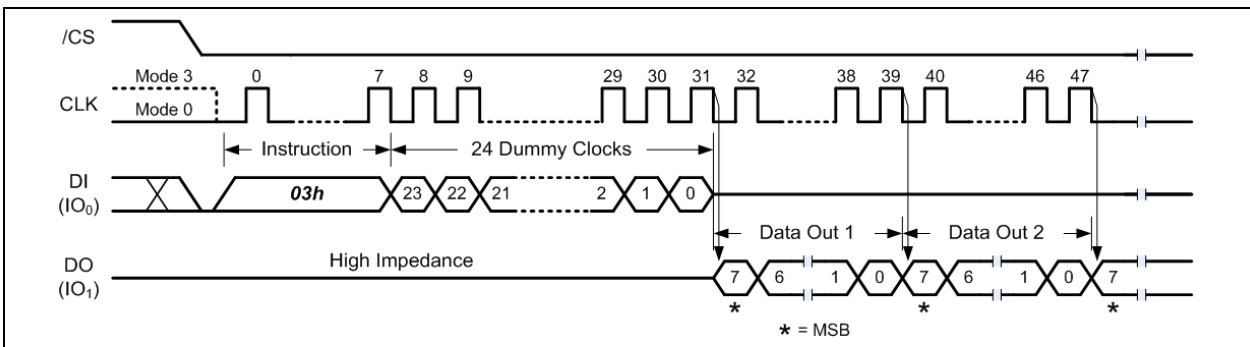 /CS
Mode 3 0 7 8 9 29 30 31 32 38 39 40 46 47
CLK
Mode 0
Instruction 24 Dummy Clocks
DI
(IO0)
03h 23 22 21 2 1 0
Data Out 1 Data Out 2
High Impedance
DO
(IO1)
7 6 1 0 7 6 1 0 7
* * *
* = MSB